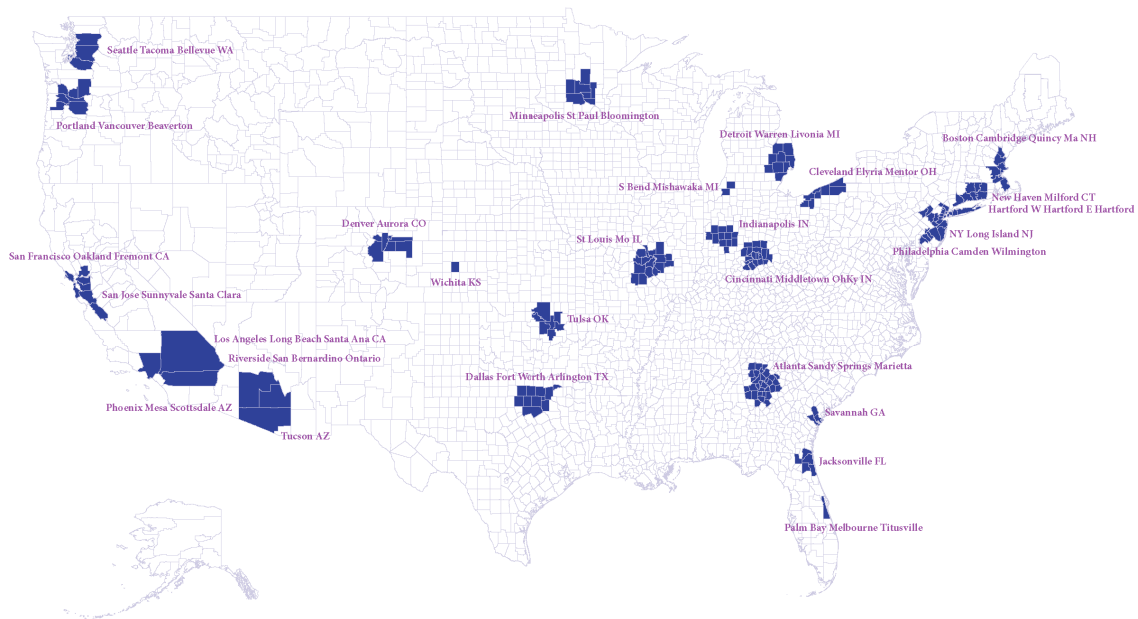 Seattle Tacoma Bellevue WA
Portland Vancouver Beaverton
Minneapolis St Paul Bloomington
Detroit Warren Livonia MI
Boston Cambridge Quincy Ma NH
Cleveland Elyria Mentor OH
S Bend Mishawaka MI
New Haven Milford CT
Hartford W Hartford E Hartford
Denver Aurora CO
Indianapolis IN
St Louis Mo IL
NY Long Island NJ
Philadelphia Camden Wilmington
San Francisco Oakland Fremont CA
Wichita KS
Cincinnati Middletown OhKy IN
San Jose Sunnyvale Santa Clara
Tulsa OK
Los Angeles Long Beach Santa Ana CA
Riverside San Bernardino Ontario
Atlanta Sandy Springs Marietta
Dallas Fort Worth Arlington TX
Phoenix Mesa Scottsdale AZ
Savannah GA
Tucson AZ
Jacksonville FL
Palm Bay Melbourne Titusville